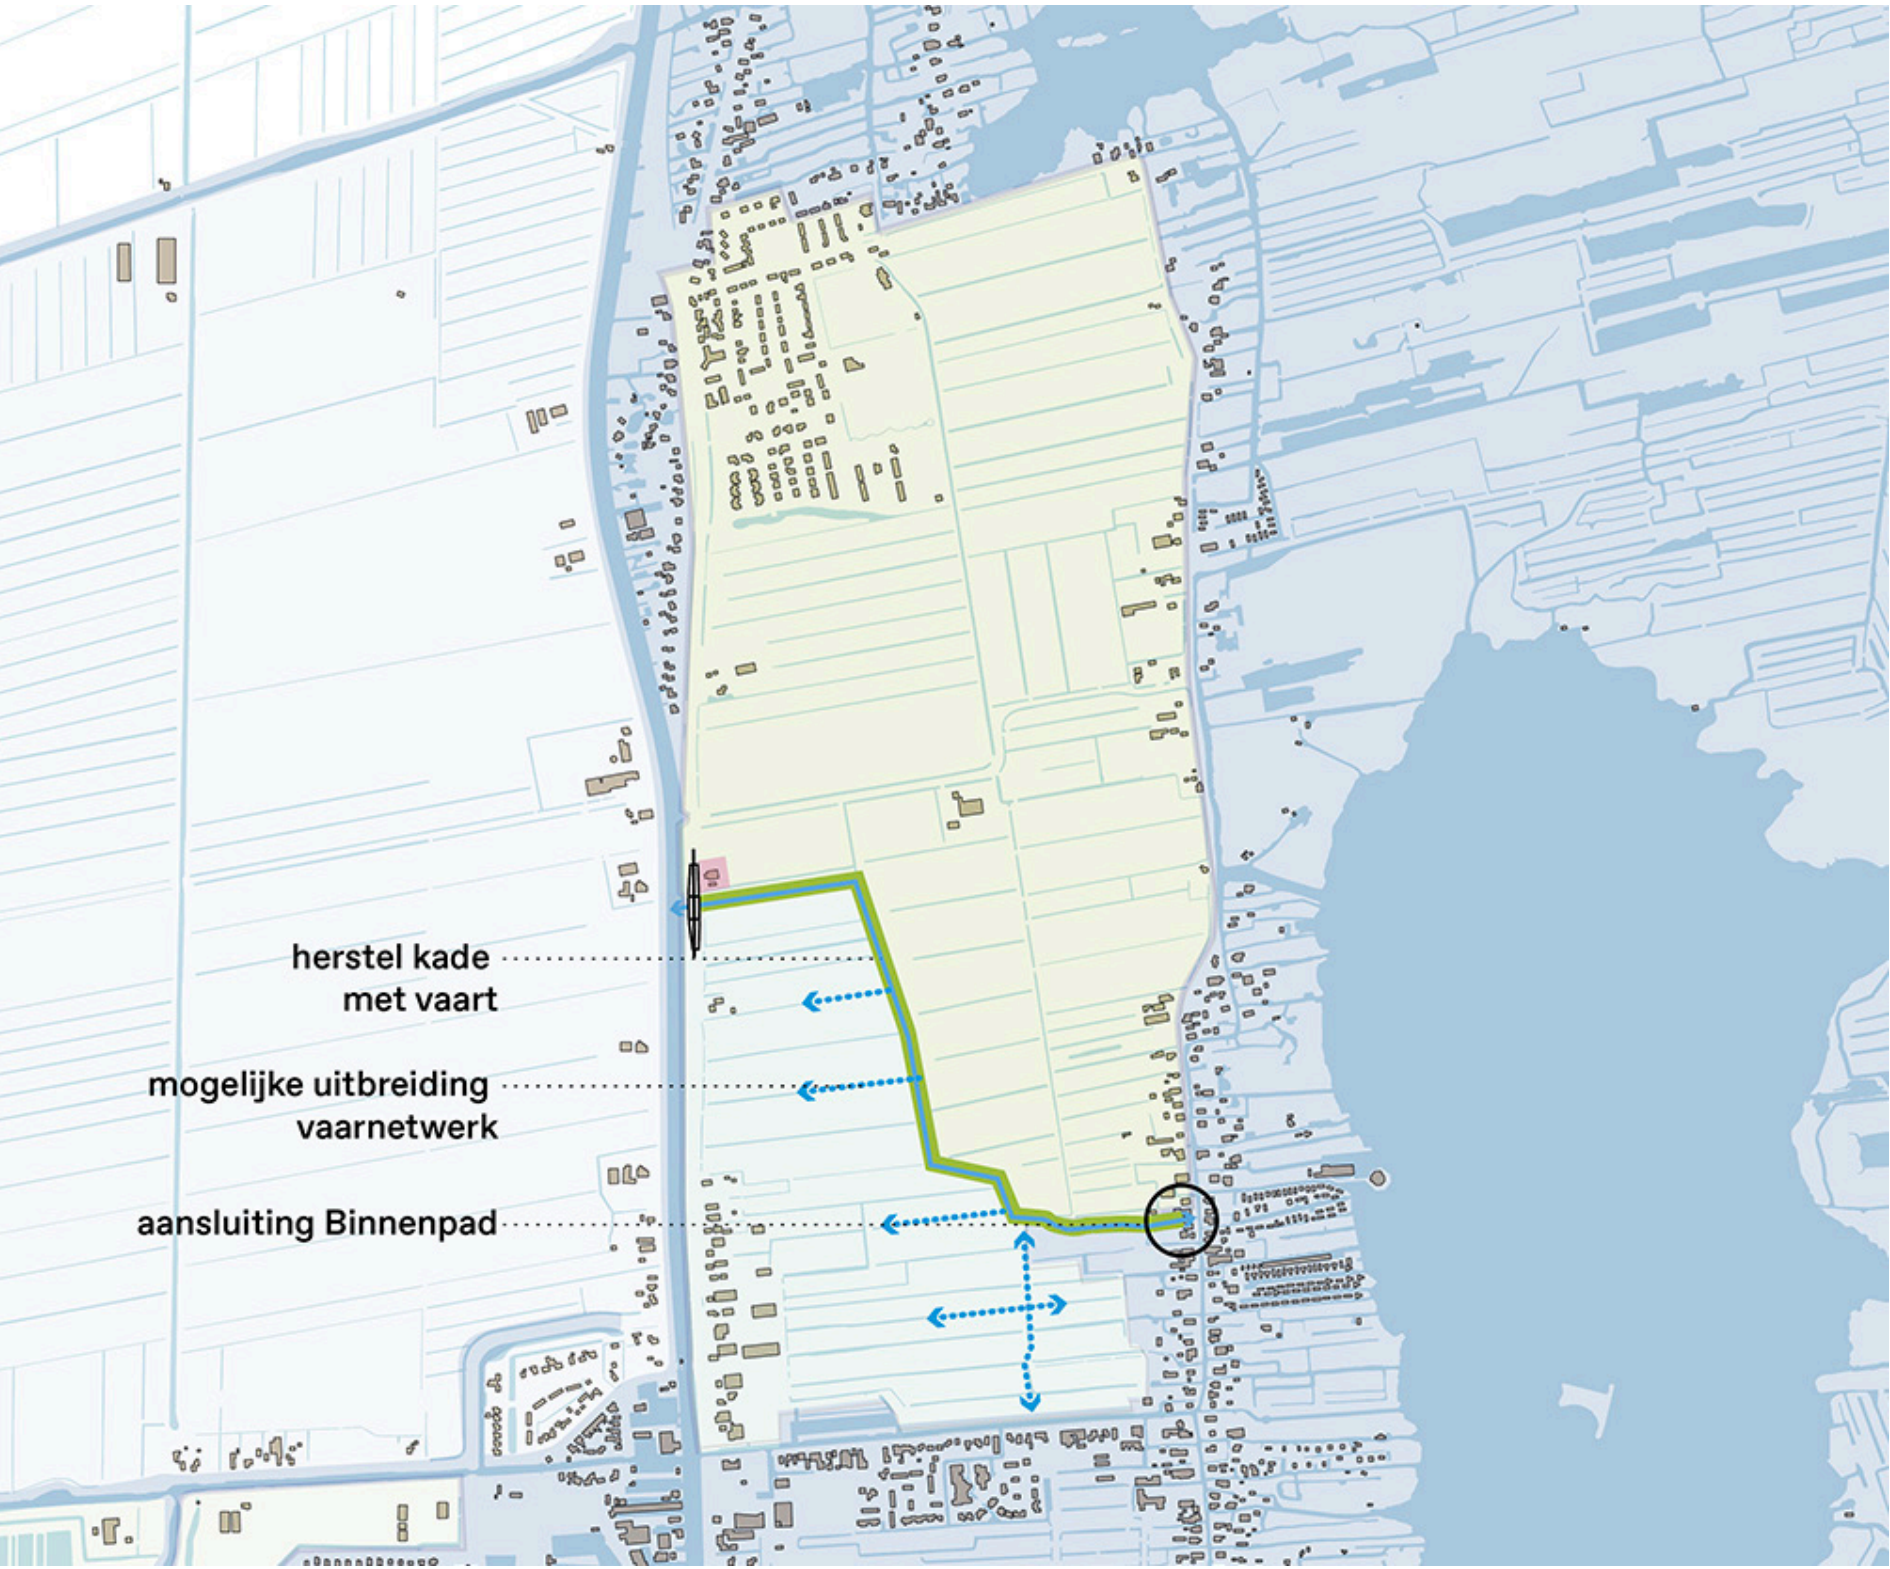 herstel kade
met vaart
mogelijke uitbreiding
vaarnetwerk
aansluiting Binnenpad